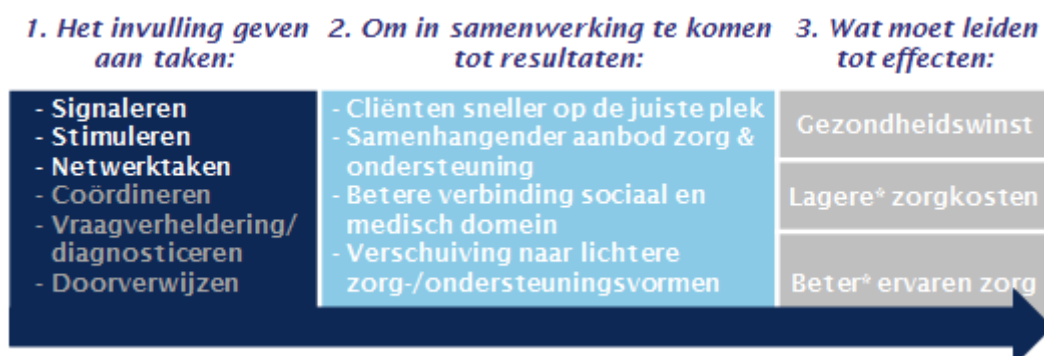 1. Het invulling geven
aan taken:
2. Om in samenwerking te komen
tot resultaten:
3. Wat moet leiden
tot effecten:
- Signaleren
- Stimuleren
- Netwerktaken
- Coördineren
- Vraagverheldering/
diagnosticeren
- Doorverwijzen
- Cliënten sneller op de juiste plek
- Samenhangender aanbod zorg &
ondersteuning
- Betere verbinding sociaal en
medisch domein
- Verschuiving naar lichtere
zorg-/ondersteuningsvormen
Gezondheidswinst
Lagere* zorgkosten
Beter* ervaren zorg